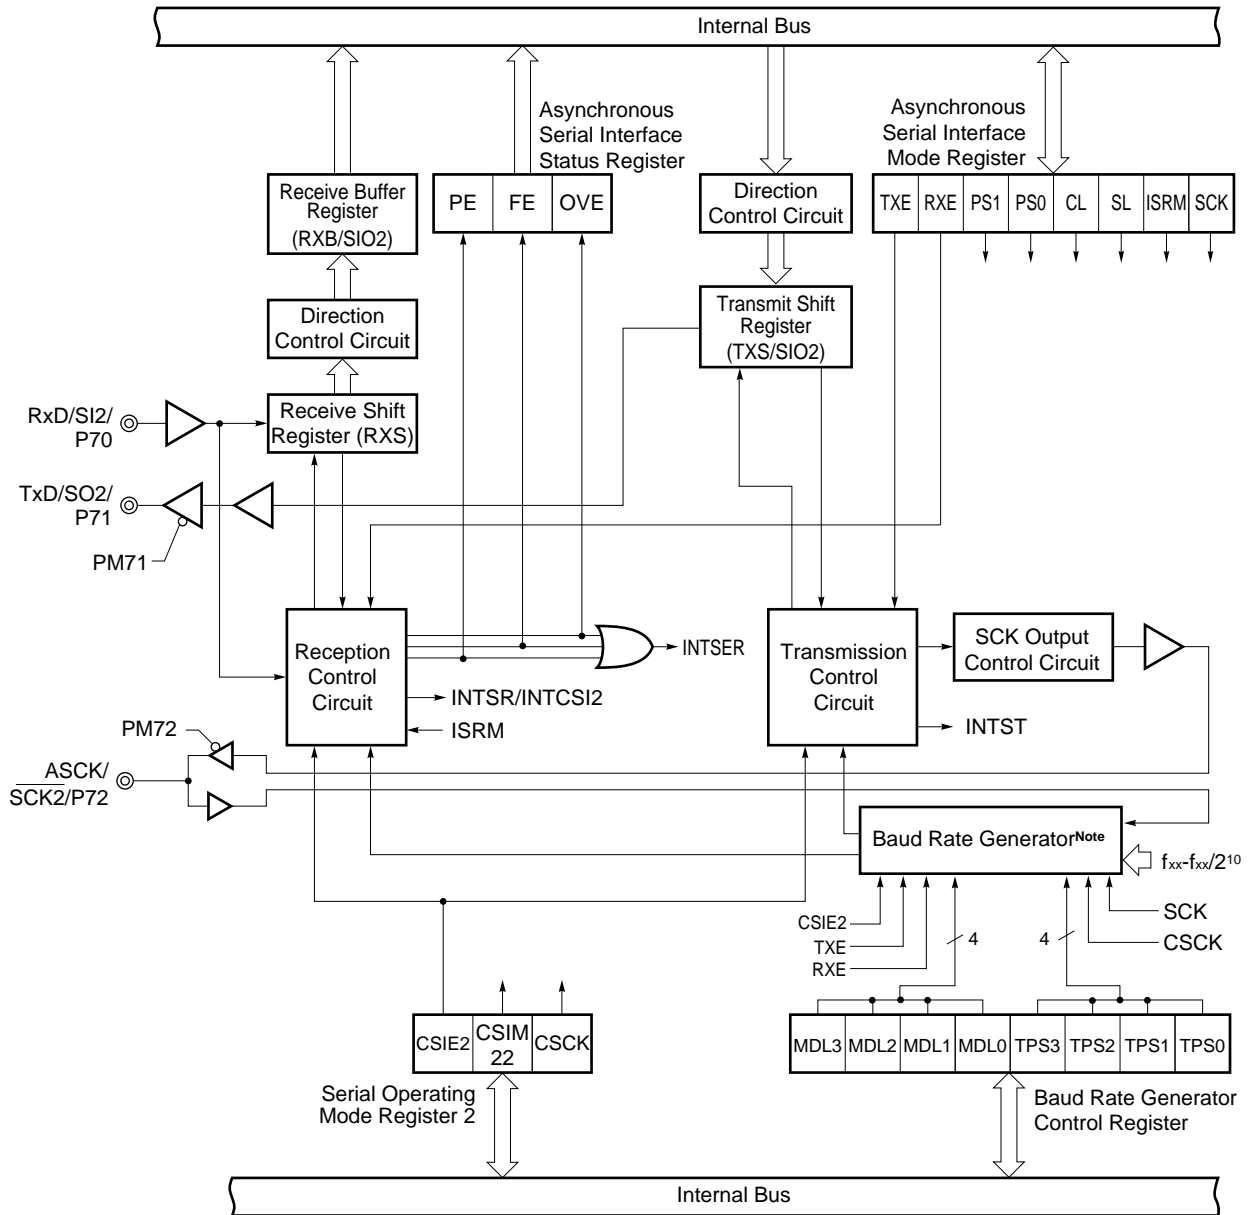 Internal Bus
Asynchronous
Serial Interface
Status Register
Asynchronous
Serial Interface
Mode Register
Receive Buffer
Register
(RXB/SIO2)
PE FE OVE
Direction
Control Circuit
TXE RXE PS1 PS0 CL SL ISRM SCK
Direction
Control Circuit
Transmit Shift
Register
(TXS/SIO2)
RxD/SI2/
P70
Receive Shift
Register (RXS)
TxD/SO2/
P71
PM71
Reception
Control
Circuit
INTSER
INTSR/INTCSI2
ISRM
Transmission
Control
Circuit
SCK Output
Control Circuit
INTST
PM72
ASCK/
SCK2/P72
Baud Rate Generator Note
fxx-fxx/2^10
CSIE2
TXE
RXE
4
4
SCK
CSCK
CSIE2 CSIM22 CSCK
MDL3 MDL2 MDL1 MDL0 TPS3 TPS2 TPS1 TPS0
Serial Operating
Mode Register 2
Baud Rate Generator
Control Register
Internal Bus